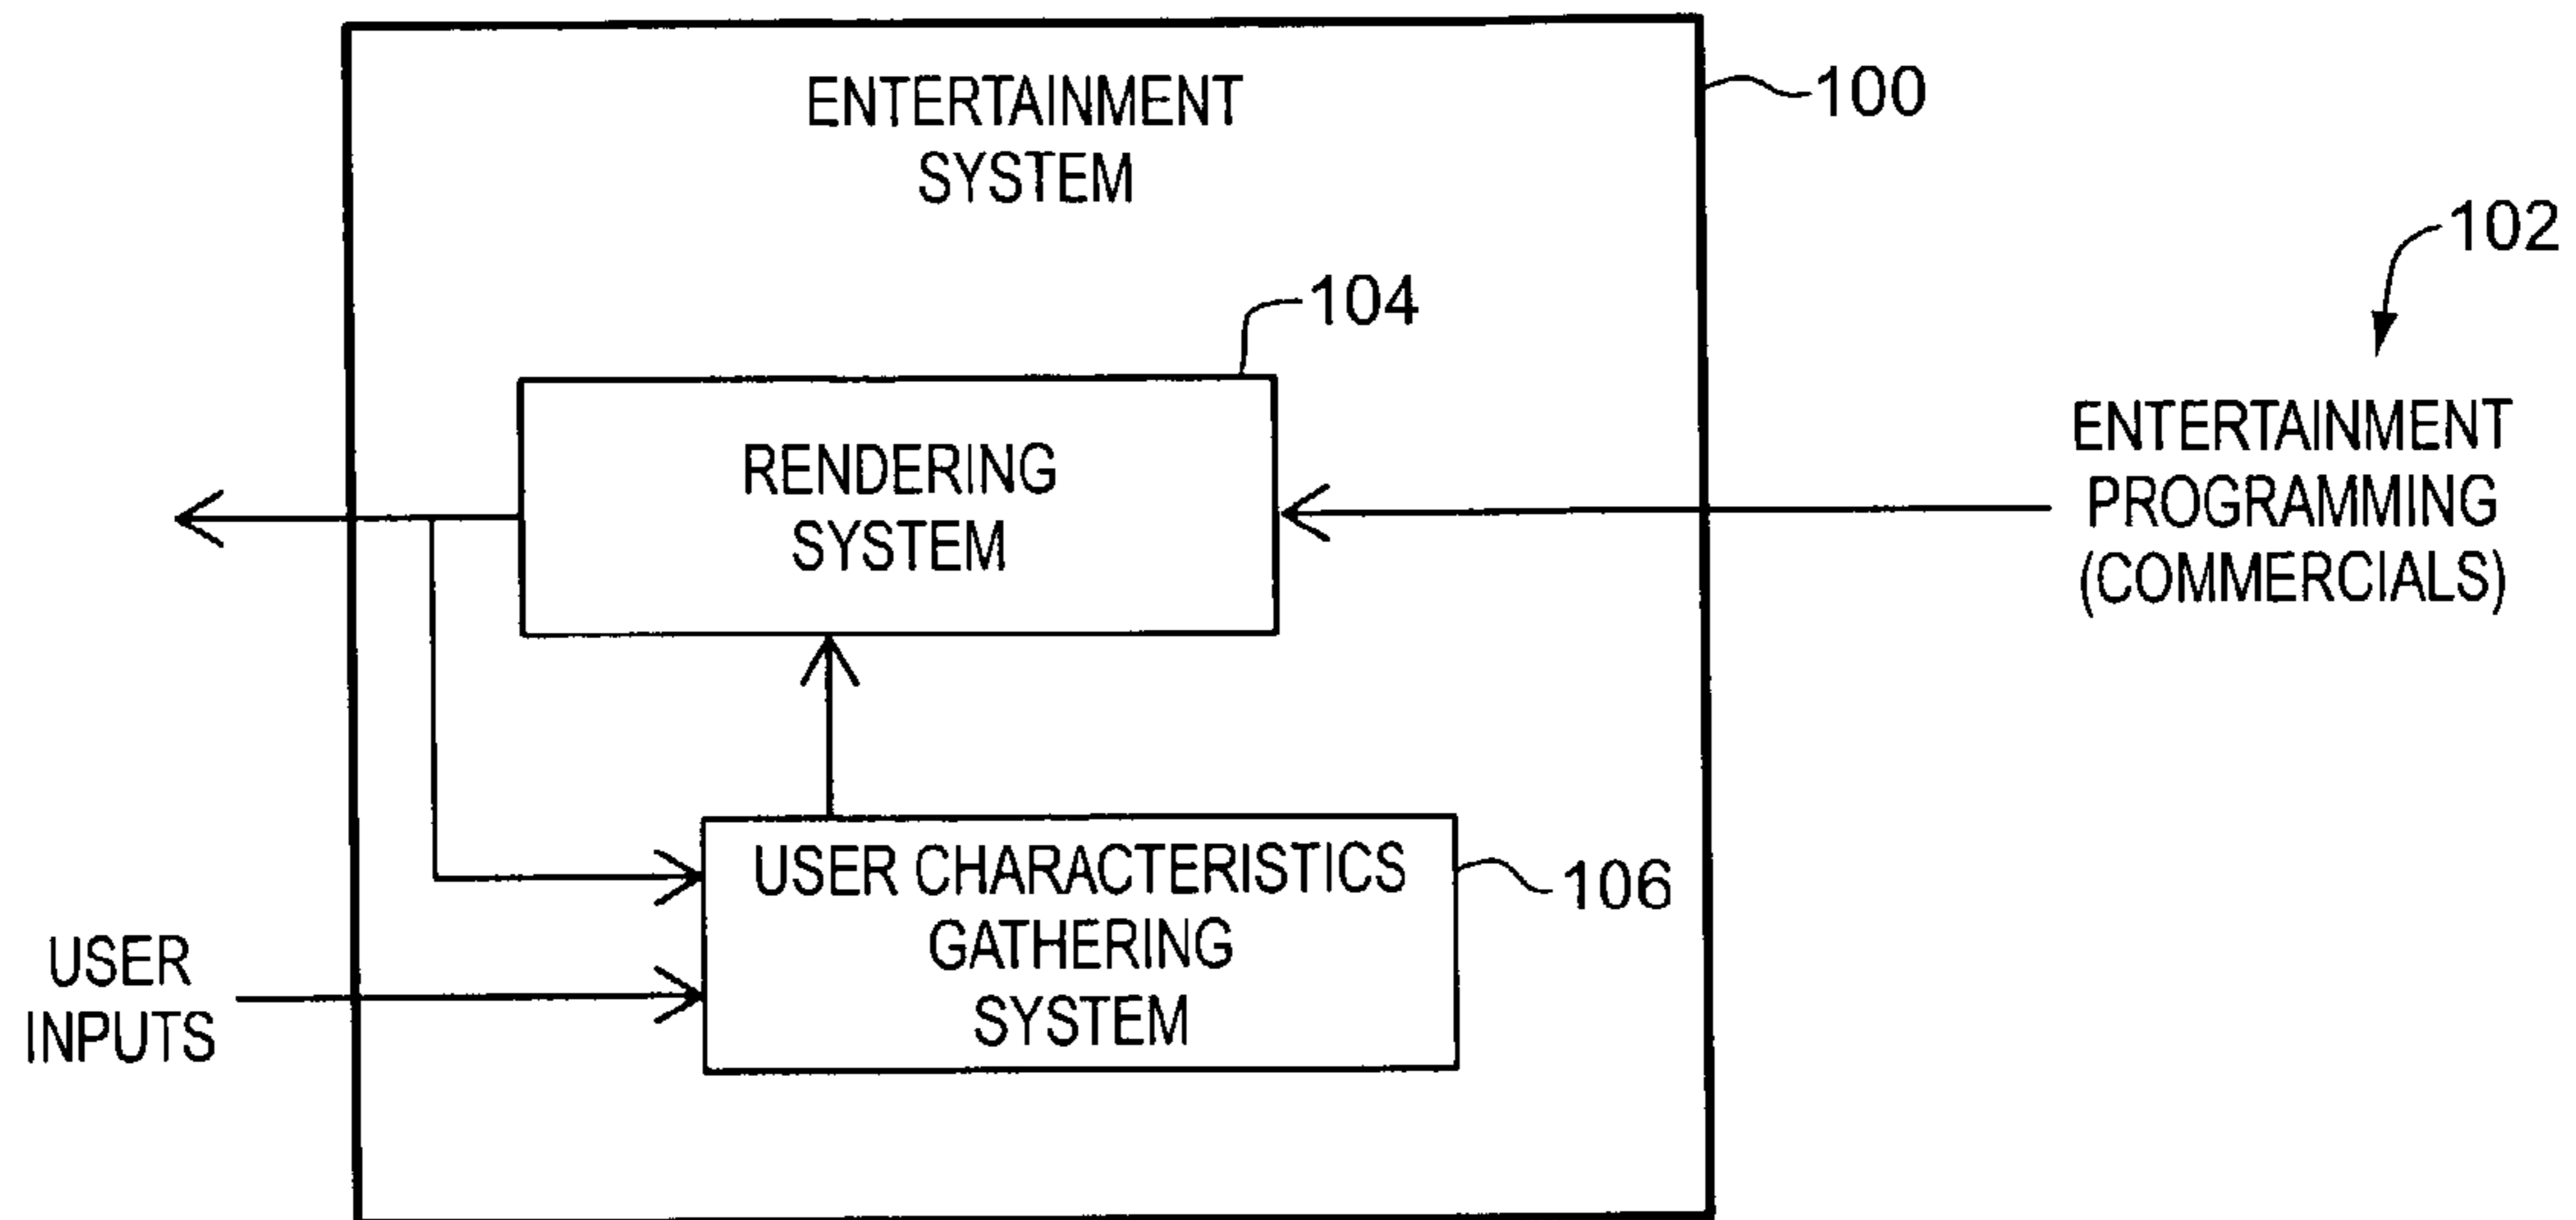 ENTERTAINMENT
SYSTEM
100
102
104
RENDERING
SYSTEM
ENTERTAINMENT
PROGRAMMING
(COMMERCIALS)
USER CHARACTERISTICS
GATHERING
SYSTEM
106
USER
INPUTS